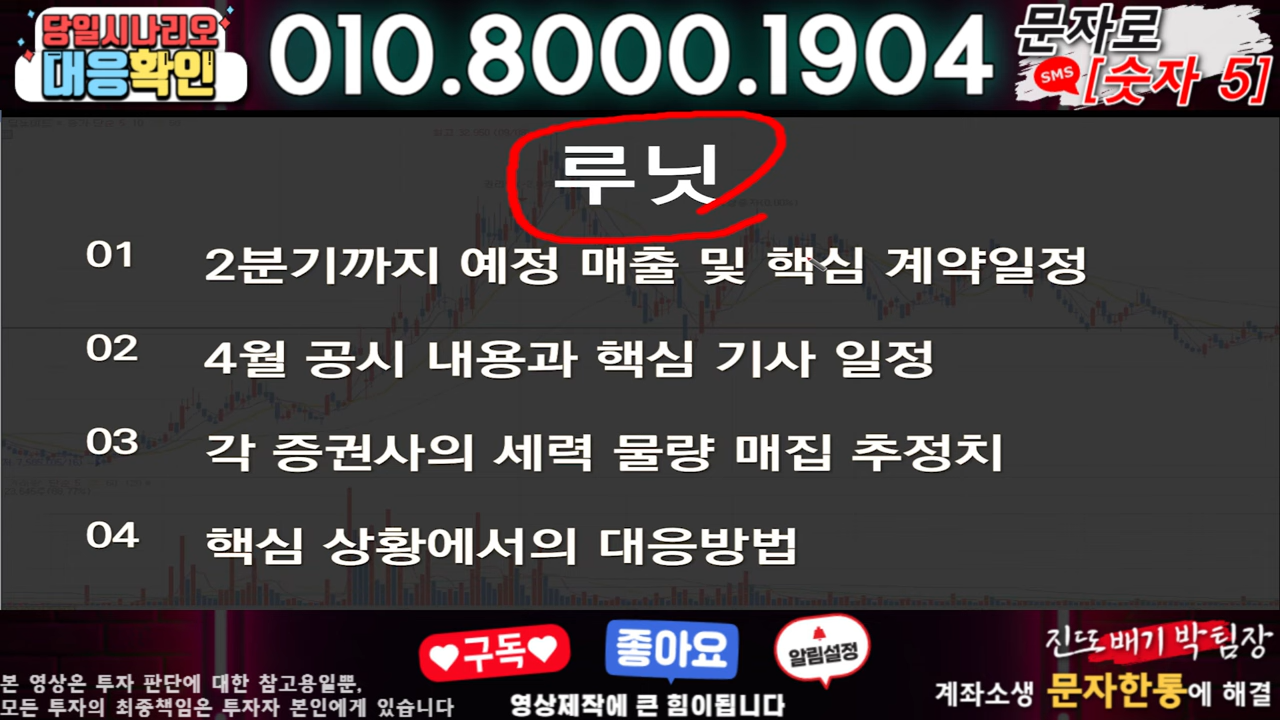 당일시나리오
대응확인
010.8000.1904
문자로
SMS [숫자 5]
루닛
01 2분기까지 예정 매출 및 핵심 계약일정
02 4월 공시 내용과 핵심 기사 일정
03 각 증권사의 세력 물량 매집 추정치
04 핵심 상황에서의 대응방법
구독
좋아요
알림설정
영상제작에 큰 힘이됩니다
본 영상은 투자 판단에 대한 참고용일뿐,
모든 투자의 최종책임은 투자자 본인에게 있습니다
진또배기 박팀장
계좌소생 문자한통에 해결